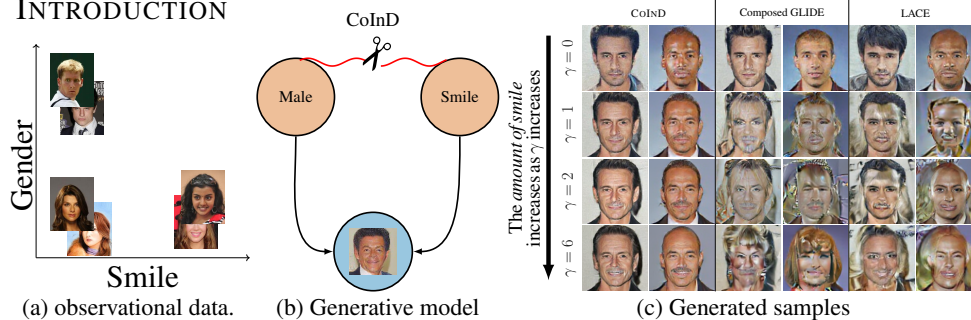 INTRODUCTION
Gender
Smile
(a) observational data.
CoInD
Male
Smile
(b) Generative model
The amount of smile
increases as γ increases
COIND
Composed GLIDE
LACE
γ = 0
γ = 1
γ = 2
γ = 6
(c) Generated samples